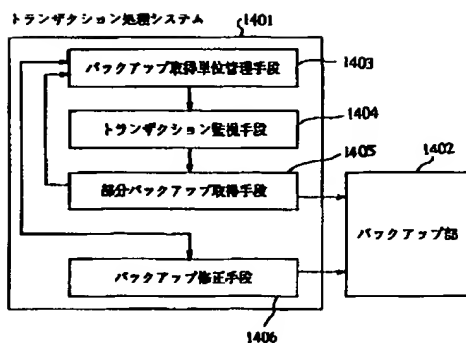 トランザクション処理システム
1401
バックアップ取得単位管理手段
1403
トランザクション監視手段
1404
部分バックアップ取得手段
1405
1402
バックアップ部
バックアップ修正手段
1406